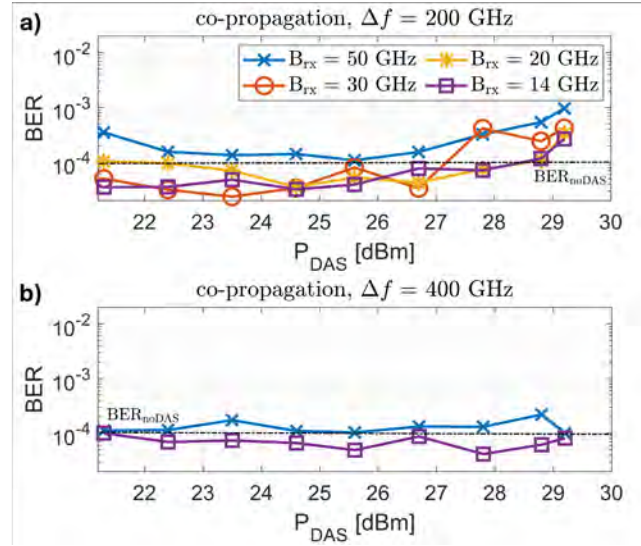 a) co-propagation, Δf = 200 GHz
10⁻²
10⁻³
10⁻⁴
BER
B_rx = 50 GHz B_rx = 20 GHz
B_rx = 30 GHz B_rx = 14 GHz
BER_noDAS
22 23 24 25 26 27 28 29 30
P_DAS [dBm]
b) co-propagation, Δf = 400 GHz
10⁻²
10⁻³
10⁻⁴
BER
BER_noDAS
22 23 24 25 26 27 28 29 30
P_DAS [dBm]